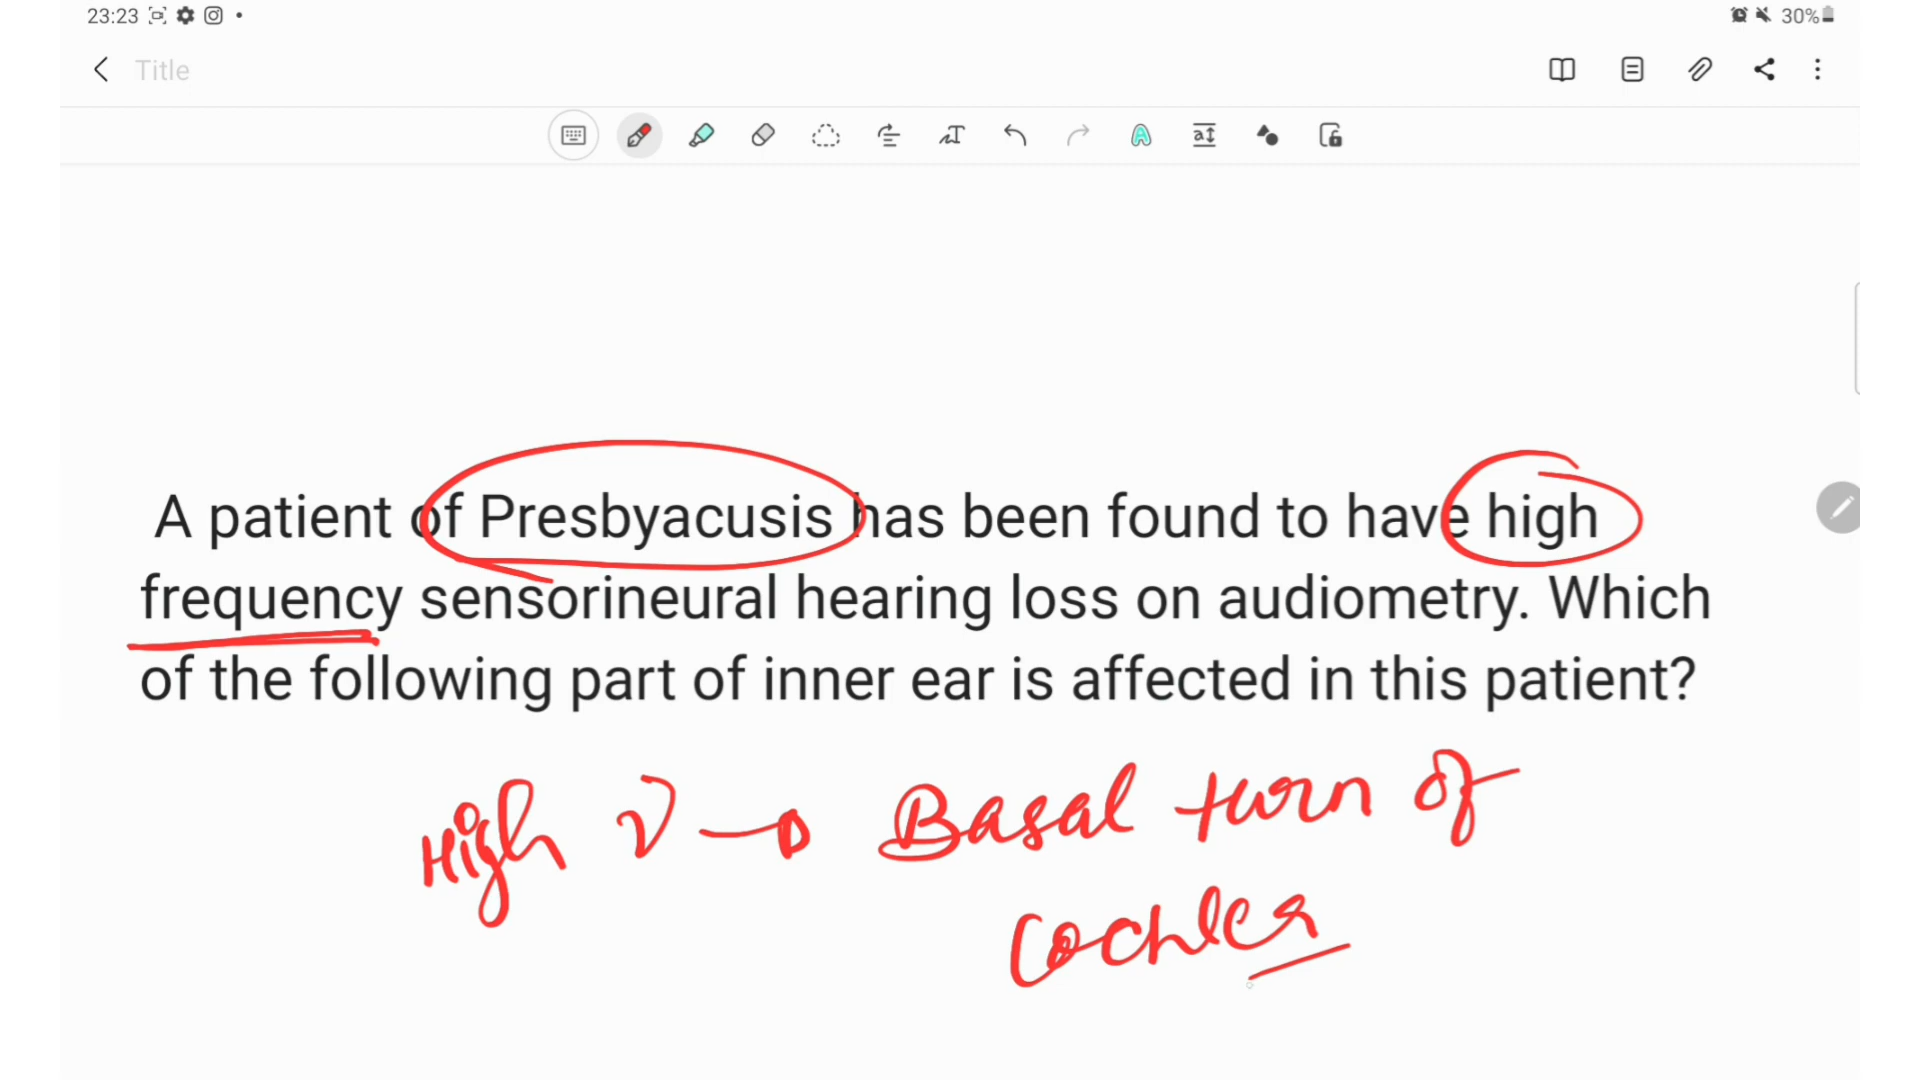 23:23
30%
Title
A patient of Presbyacusis has been found to have high
frequency sensorineural hearing loss on audiometry. Which
of the following part of inner ear is affected in this patient?
High ν → Basal turn of
Cochlea